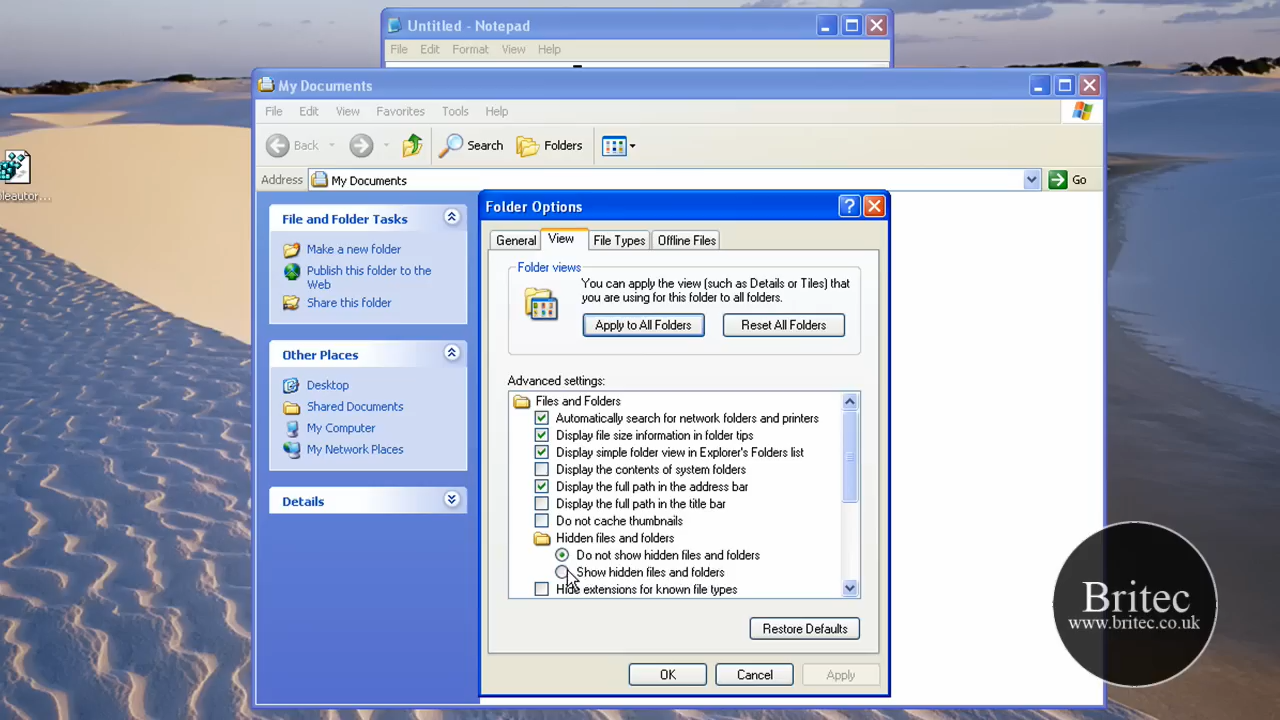 Untitled - Notepad
File Edit Format View Help
My Documents
File Edit View Favorites Tools Help
Back Search Folders
Address My Documents Go
File and Folder Tasks
Make a new folder
Publish this folder to the
Web
Share this folder
Other Places
Desktop
Shared Documents
My Computer
My Network Places
Details
Folder Options
General View File Types Offline Files
Folder views
You can apply the view (such as Details or Tiles) that
you are using for this folder to all folders.
Apply to All Folders Reset All Folders
Advanced settings:
Files and Folders
Automatically search for network folders and printers
Display file size information in folder tips
Display simple folder view in Explorer's Folders list
Display the contents of system folders
Display the full path in the address bar
Display the full path in the title bar
Do not cache thumbnails
Hidden files and folders
Do not show hidden files and folders
Show hidden files and folders
Hide extensions for known file types
Restore Defaults
OK Cancel Apply
Britec
www.britec.co.uk